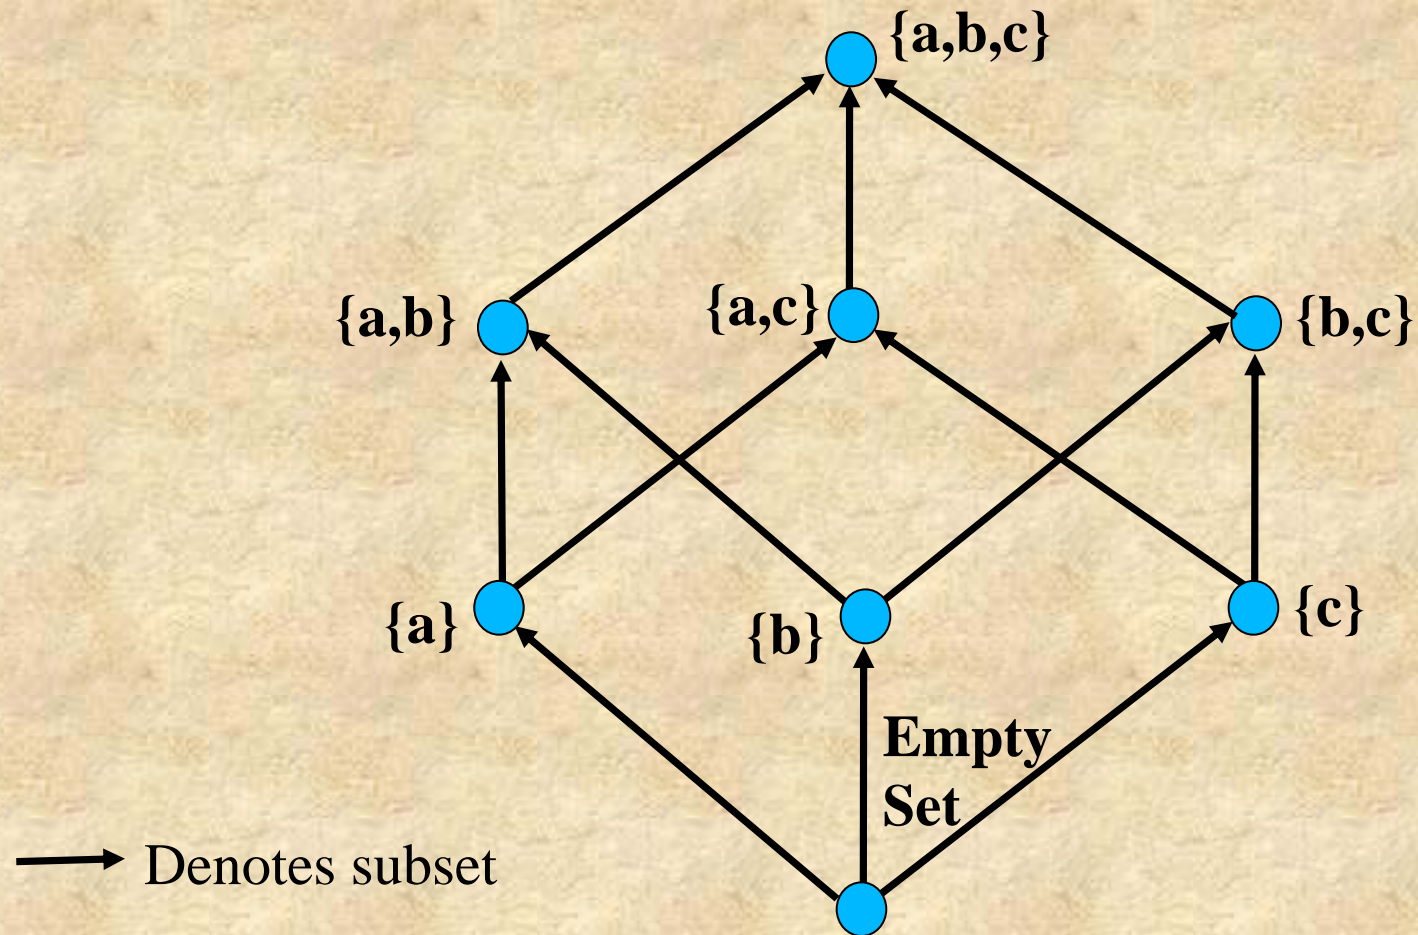 {a,b,c}
{a,b}
{a,c}
{b,c}
{a}
{b}
{c}
Empty
Set
Denotes subset